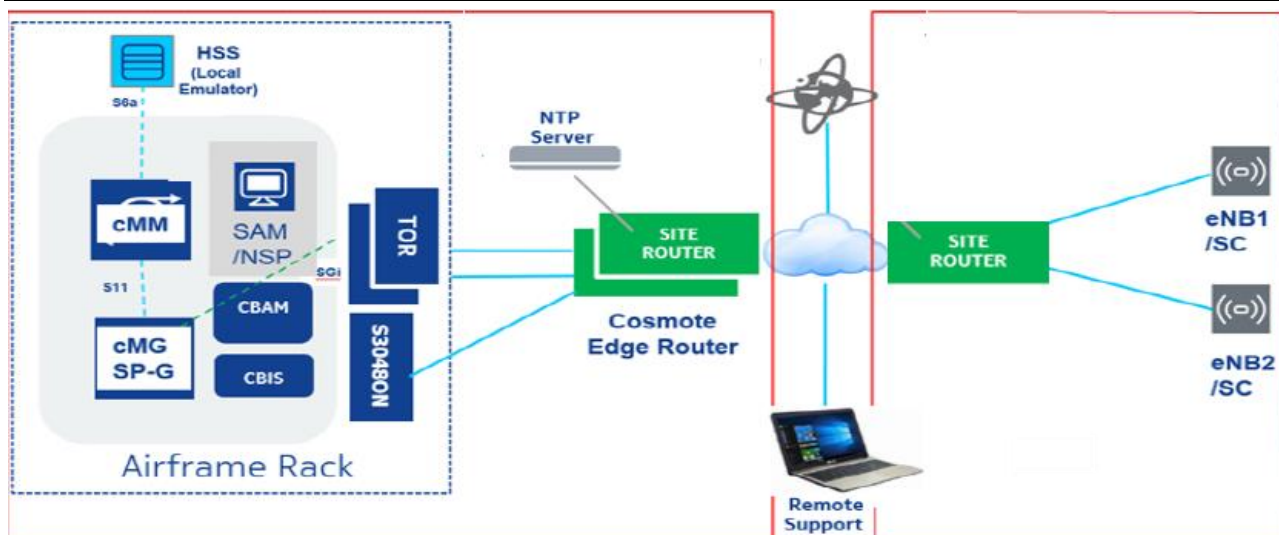 HSS
(Local
Emulator)
S6a
cMM
SAM
/NSP
S11
SGi
TOR
CBAM
cMG
SP-G
CBIS
S3048ON
Airframe Rack
NTP
Server
SITE
ROUTER
Cosmote
Edge Router
Remote
Support
SITE
ROUTER
eNB1
/SC
eNB2
/SC